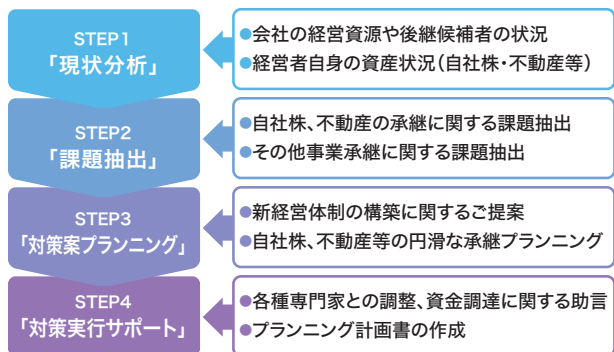 STEP1
「現状分析」
●会社の経営資源や後継候補者の状況
●経営者自身の資産状況(自社株・不動産等)
STEP2
「課題抽出」
●自社株、不動産の承継に関する課題抽出
●その他事業承継に関する課題抽出
STEP3
「対策案プランニング」
●新経営体制の構築に関するご提案
●自社株、不動産等の円滑な承継プランニング
STEP4
「対策実行サポート」
●各種専門家との調整、資金調達に関する助言
●プランニング計画書の作成